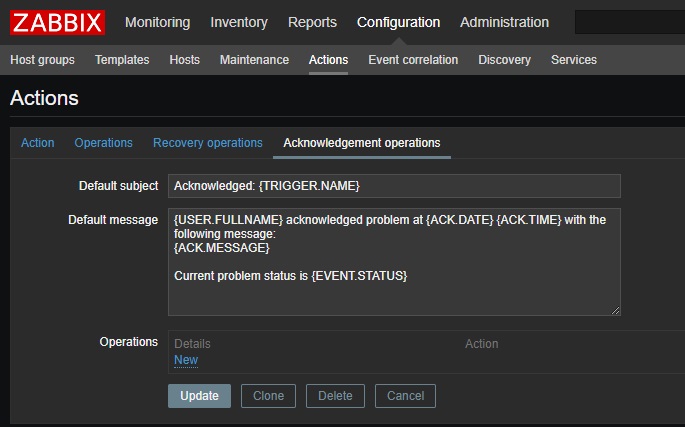 ZABBIX Monitoring Inventory Reports Configuration Administration
Host groups Templates Hosts Maintenance Actions Event correlation Discovery Services
Actions
Action Operations Recovery operations Acknowledgement operations
Default subject Acknowledged: {TRIGGER.NAME}
Default message {USER.FULLNAME} acknowledged problem at {ACK.DATE} {ACK.TIME} with the
following message:
{ACK.MESSAGE}
Current problem status is {EVENT.STATUS}
Operations Details Action
New
Update Clone Delete Cancel